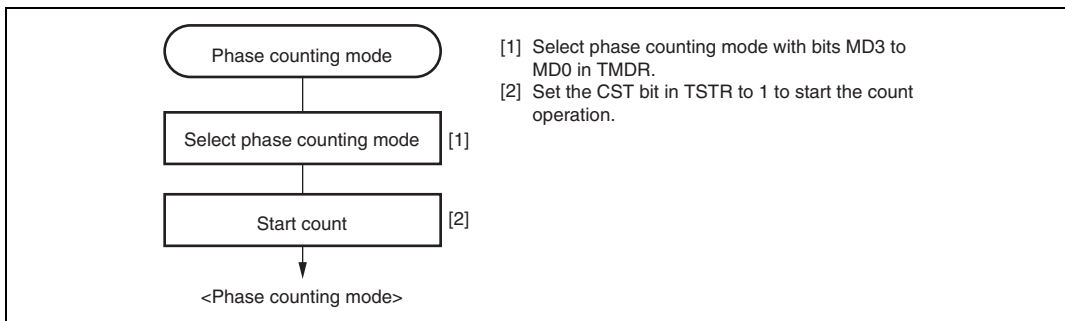 Phase counting mode
Select phase counting mode [1]
Start count [2]
<Phase counting mode>
[1] Select phase counting mode with bits MD3 to
MD0 in TMDR.
[2] Set the CST bit in TSTR to 1 to start the count
operation.